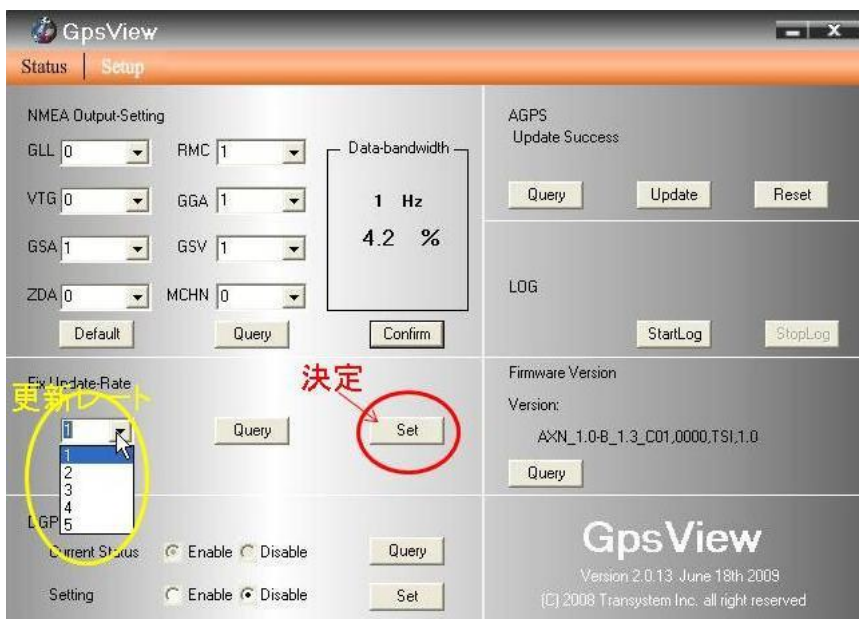 GpsView
Status | Setup
NMEA Output-Setting
GLL 0 RMC 1
VTG 0 GGA 1
GSA 1 GSV 1
ZDA 0 MCHN 0
Default Query Confirm
Data-bandwidth
1 Hz
4.2 %
AGPS
Update Success
Query Update Reset
LOG
StartLog StopLog
Fix Update-Rate
更新レート
決定
1 Query Set
1
2
3
4
5
Firmware Version
Version:
AXN_1.0-B_1.3_C01,0000,TSI,1.0
Query
Current Status Enable Disable Query
Setting Enable Disable Set
GpsView
Version 2.0.13 June 18th 2009
(C) 2008 Transystem Inc. all right reserved